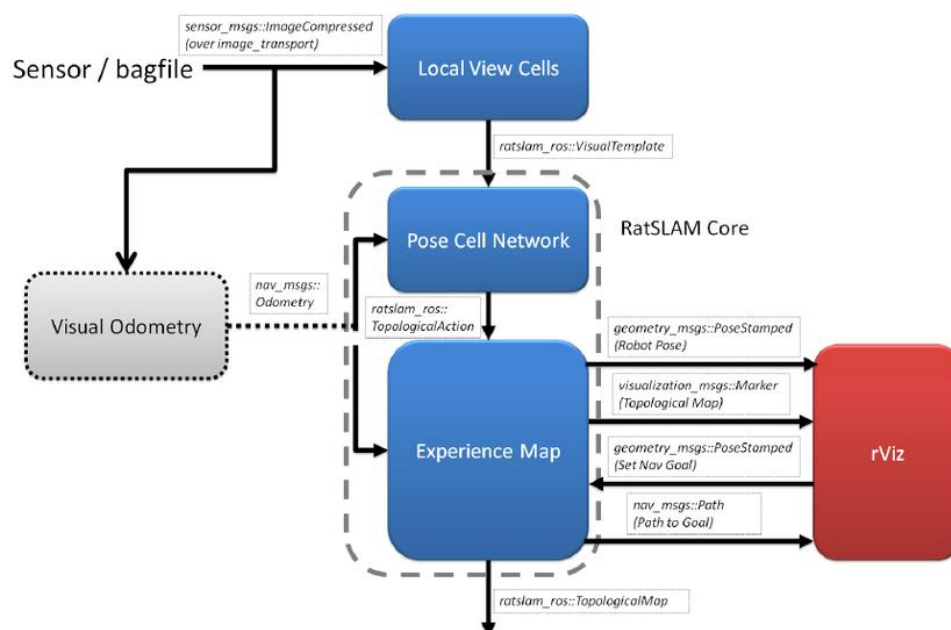 sensor_msgs::ImageCompressed
(over image_transport)
Sensor / bagfile
Local View Cells
ratslam_ros::VisualTemplate
Pose Cell Network
RatSLAM Core
nav_msgs::
Odometry
ratslam_ros::
TopologicalAction
Visual Odometry
geometry_msgs::PoseStamped
(Robot Pose)
visualization_msgs::Marker
(Topological Map)
Experience Map
geometry_msgs::PoseStamped
(Set Nav Goal)
rViz
nav_msgs::Path
(Path to Goal)
ratslam_ros::TopologicalMap